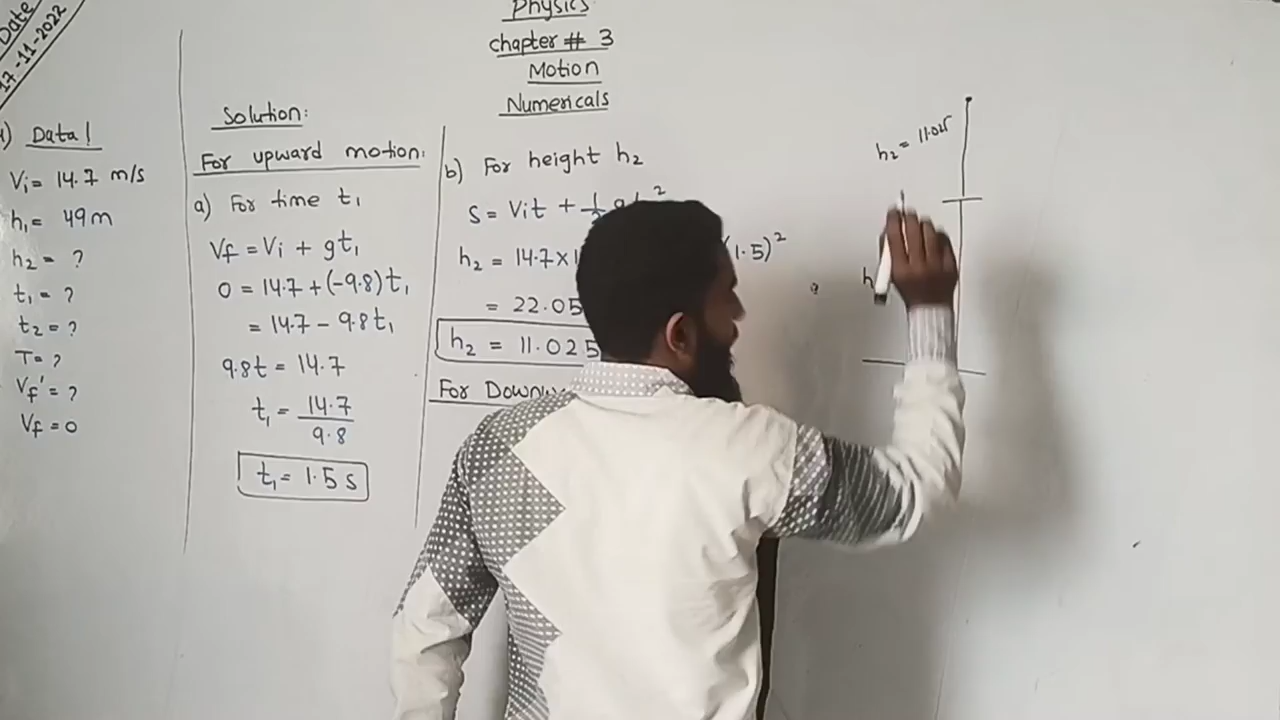 Date
17-11-2022
Physics
Chapter # 3
Motion
Numericals
Data!
Vi= 14.7 m/s
h₁= 49m
h₂= ?
t₁= ?
t₂= ?
T= ?
Vf'= ?
Vf=0
Solution:
For upward motion:
a) For time t₁
Vf = Vi + gt₁
0 = 14.7+(-9.8)t₁
= 14.7-9.8t₁
9.8t = 14.7
t₁ = 14.7
9.8
t₁= 1.5 s
b) For height h₂
S = Vit + ½
h₂ = 14.7×1
(1.5)²
= 22.05
h₂ = 11.025
For Down
h₂ = 11.025
h